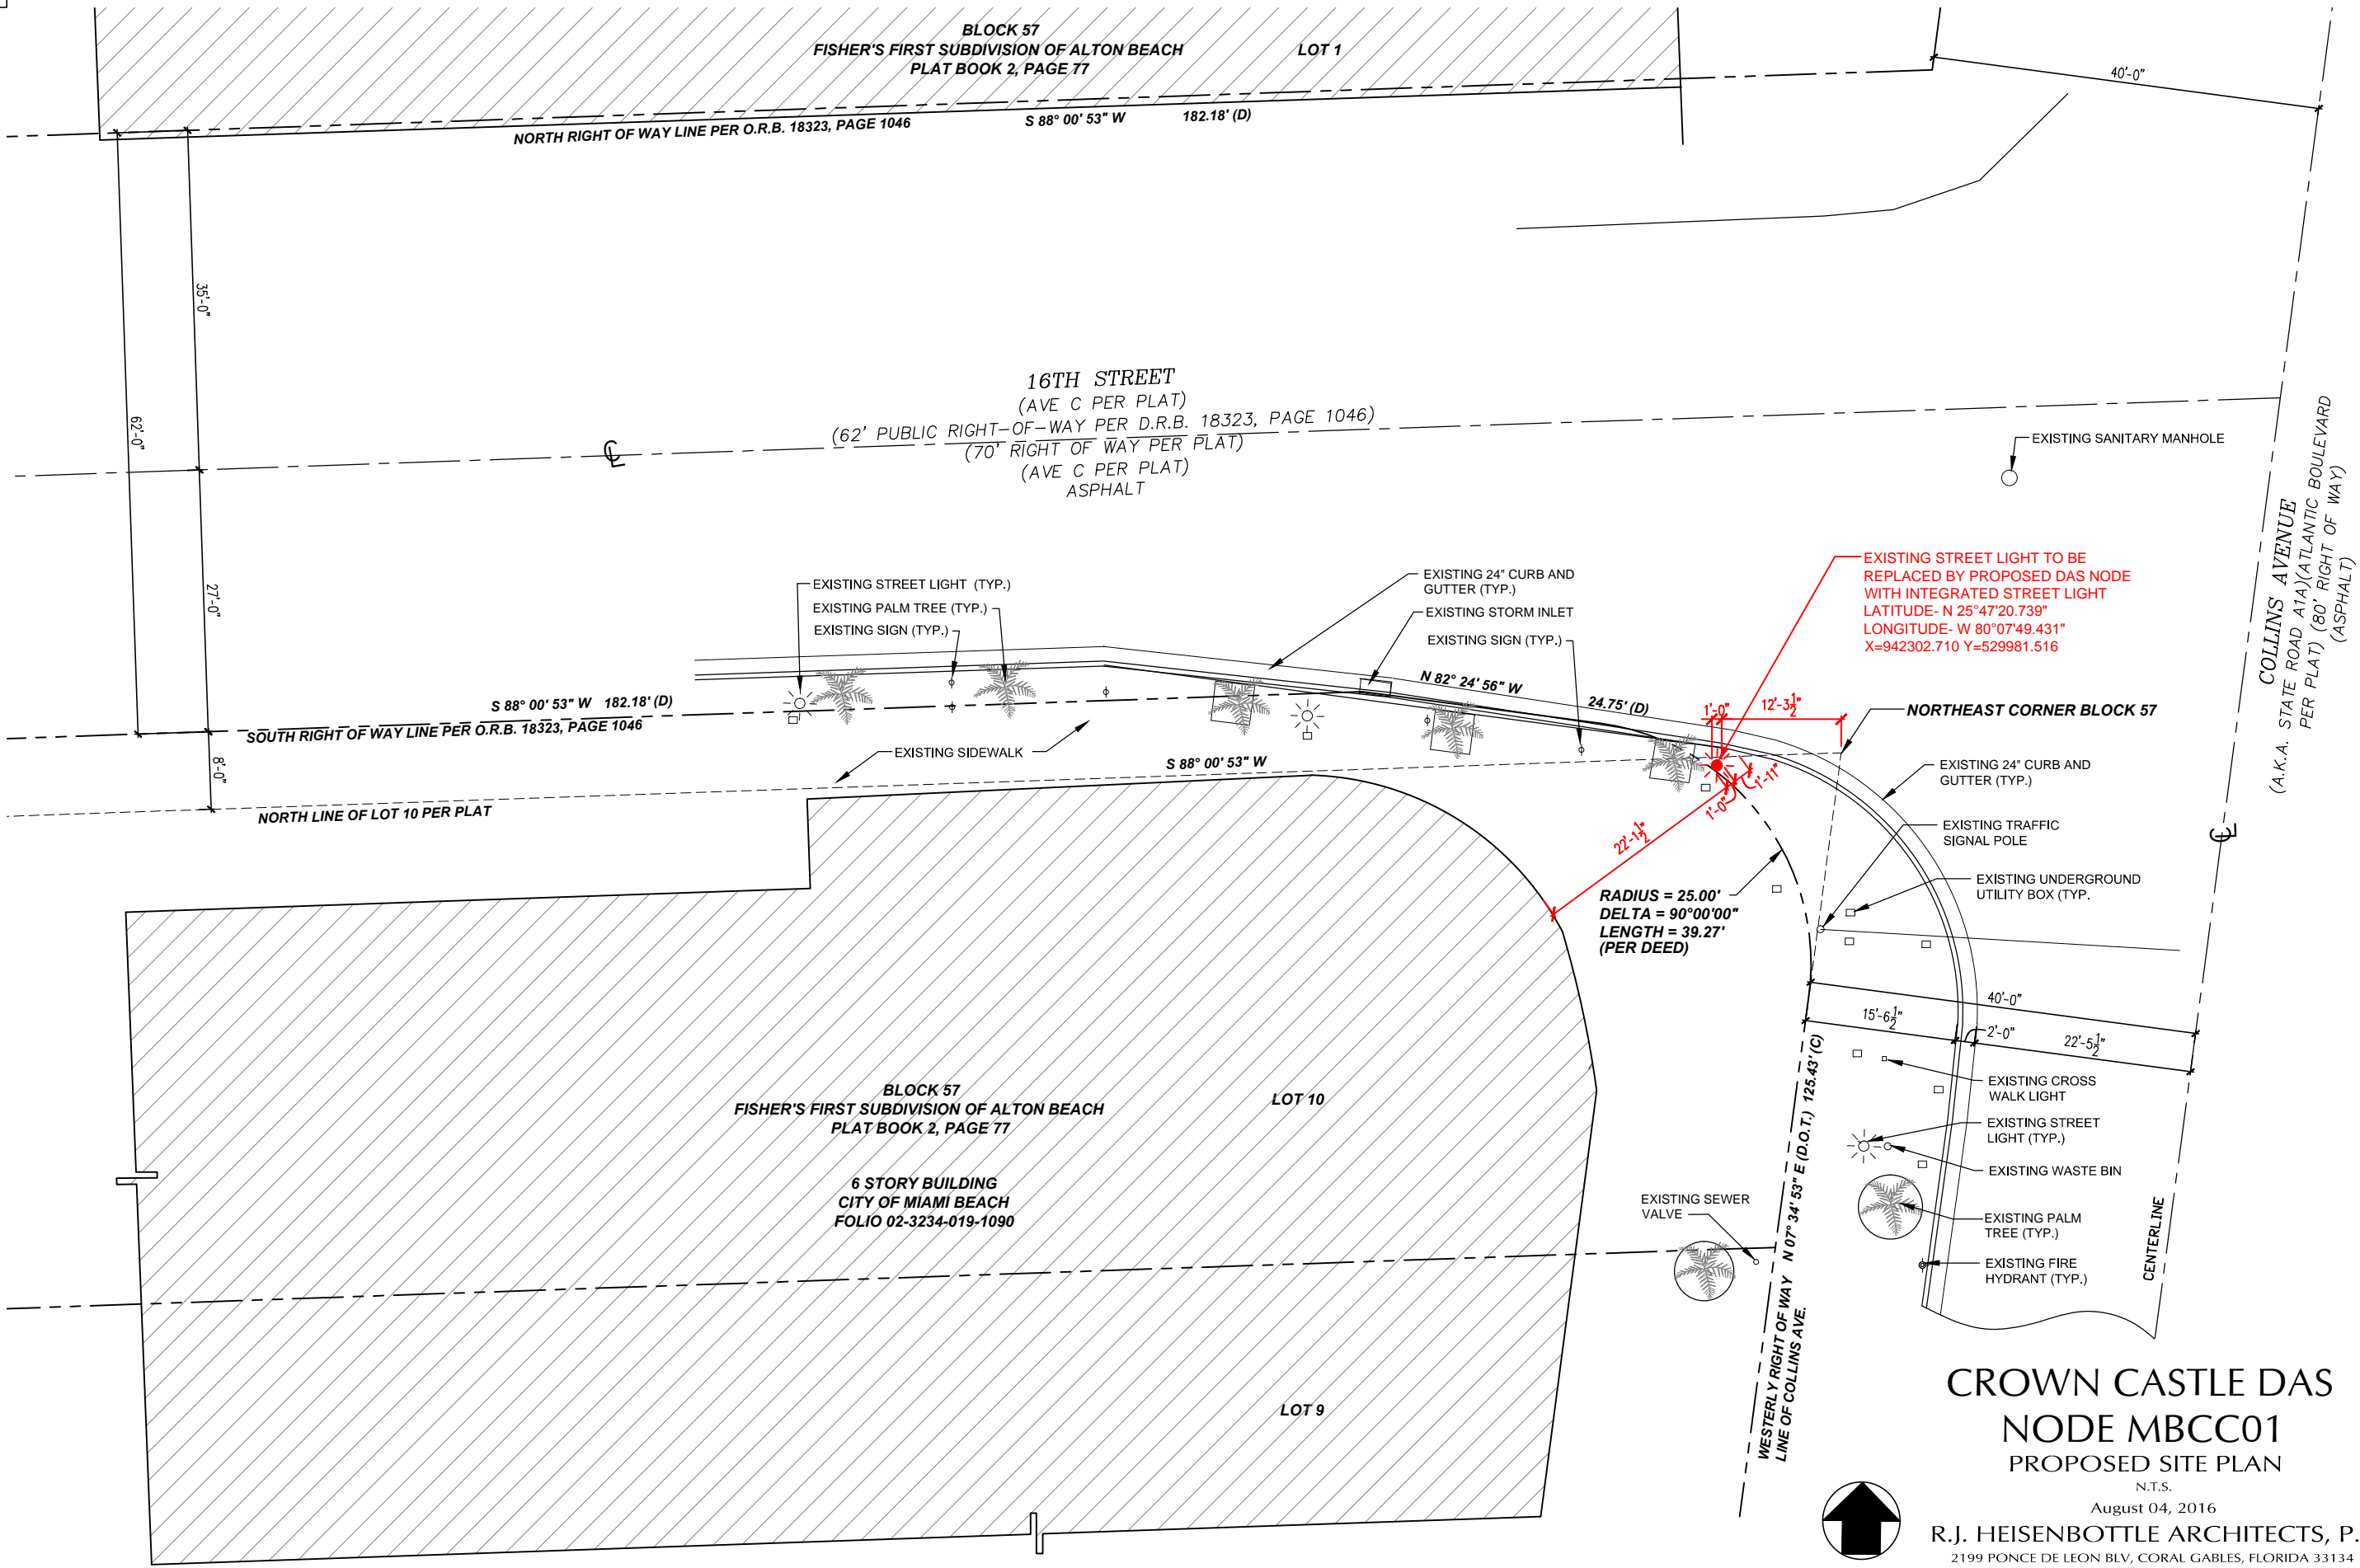 BLOCK 57
FISHER'S FIRST SUBDIVISION OF ALTON BEACH
PLAT BOOK 2, PAGE 77
LOT 1
40'-0"
NORTH RIGHT OF WAY LINE PER O.R.B. 18323, PAGE 1046
S 88° 00' 53" W
182.18' (D)
35'-0"
62'-0"
27'-0"
8'-0"
16TH STREET
(AVE C PER PLAT)
(62' PUBLIC RIGHT-OF-WAY PER D.R.B. 18323, PAGE 1046)
(70' RIGHT OF WAY PER PLAT)
(AVE C PER PLAT)
ASPHALT
EXISTING SANITARY MANHOLE
COLLINS AVENUE
(A.K.A. STATE ROAD A1A)(ATLANTIC BOULEVARD
PER PLAT) (80' RIGHT OF WAY)
(ASPHALT)
EXISTING STREET LIGHT (TYP.)
EXISTING PALM TREE (TYP.)
EXISTING SIGN (TYP.)
EXISTING 24" CURB AND
GUTTER (TYP.)
EXISTING STORM INLET
EXISTING SIGN (TYP.)
EXISTING STREET LIGHT TO BE
REPLACED BY PROPOSED DAS NODE
WITH INTEGRATED STREET LIGHT
LATITUDE- N 25°47'20.739"
LONGITUDE- W 80°07'49.431"
X=942302.710 Y=529981.516
N 82° 24' 56" W
24.75' (D)
1'-0"
12'-3½"
NORTHEAST CORNER BLOCK 57
S 88° 00' 53" W 182.18' (D)
SOUTH RIGHT OF WAY LINE PER O.R.B. 18323, PAGE 1046
EXISTING SIDEWALK
S 88° 00' 53" W
NORTH LINE OF LOT 10 PER PLAT
1'-11"
1'-0"
22'-1½"
EXISTING 24" CURB AND
GUTTER (TYP.)
EXISTING TRAFFIC
SIGNAL POLE
EXISTING UNDERGROUND
UTILITY BOX (TYP.
RADIUS = 25.00'
DELTA = 90°00'00"
LENGTH = 39.27'
(PER DEED)
40'-0"
15'-6½"
2'-0"
22'-5½"
BLOCK 57
FISHER'S FIRST SUBDIVISION OF ALTON BEACH
PLAT BOOK 2, PAGE 77
LOT 10
6 STORY BUILDING
CITY OF MIAMI BEACH
FOLIO 02-3234-019-1090
EXISTING CROSS
WALK LIGHT
EXISTING STREET
LIGHT (TYP.)
EXISTING WASTE BIN
EXISTING PALM
TREE (TYP.)
EXISTING FIRE
HYDRANT (TYP.)
EXISTING SEWER
VALVE
WESTERLY RIGHT OF WAY N 07° 34' 53" E (D.O.T.) 125.43' (C)
LINE OF COLLINS AVE.
CENTERLINE
LOT 9
CROWN CASTLE DAS
NODE MBCC01
PROPOSED SITE PLAN
N.T.S.
August 04, 2016
R.J. HEISENBOTTLE ARCHITECTS, P.
2199 PONCE DE LEON BLV, CORAL GABLES, FLORIDA 33134